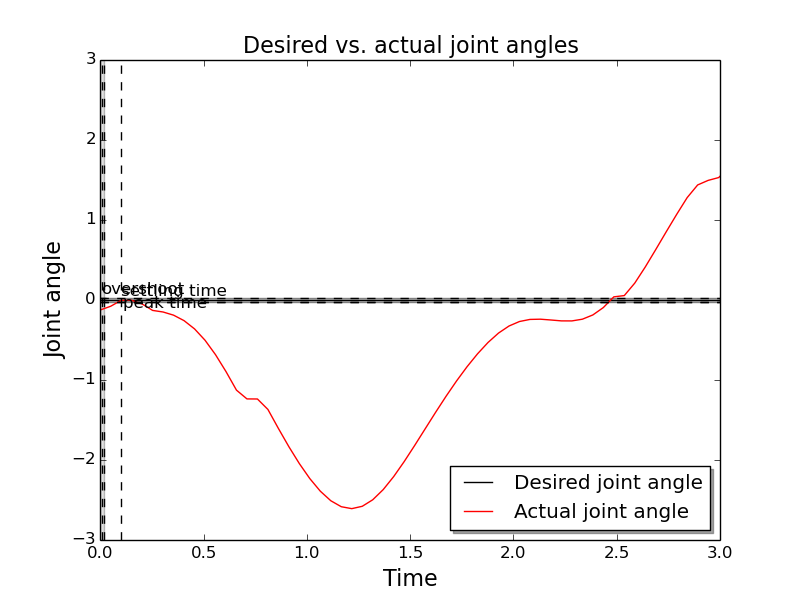 Desired vs. actual joint angles
3
2
1
0
−1
−2
−3
Joint angle
overshoot
settling time
peak time
Desired joint angle
Actual joint angle
0.0 0.5 1.0 1.5 2.0 2.5 3.0
Time